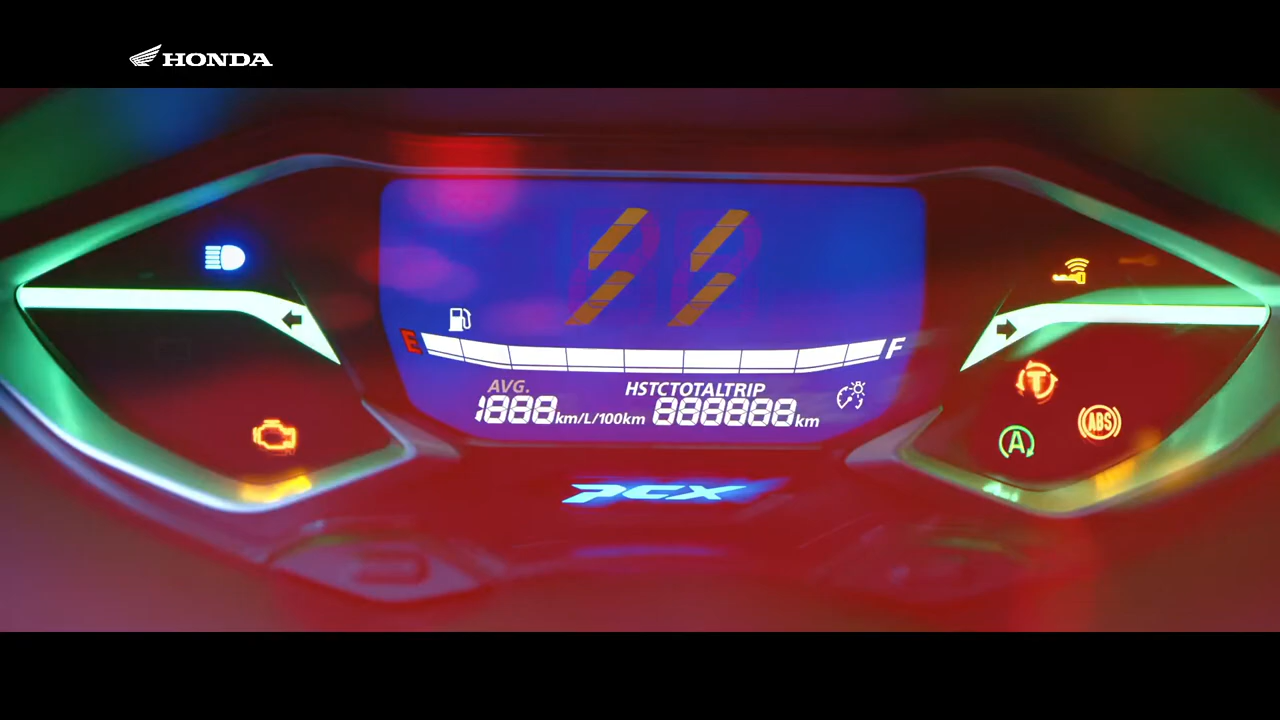 HONDA
E
F
AVG.
HSTCTOTALTRIP
1888km/L/100km
888888km
T
ABS
A
PCX